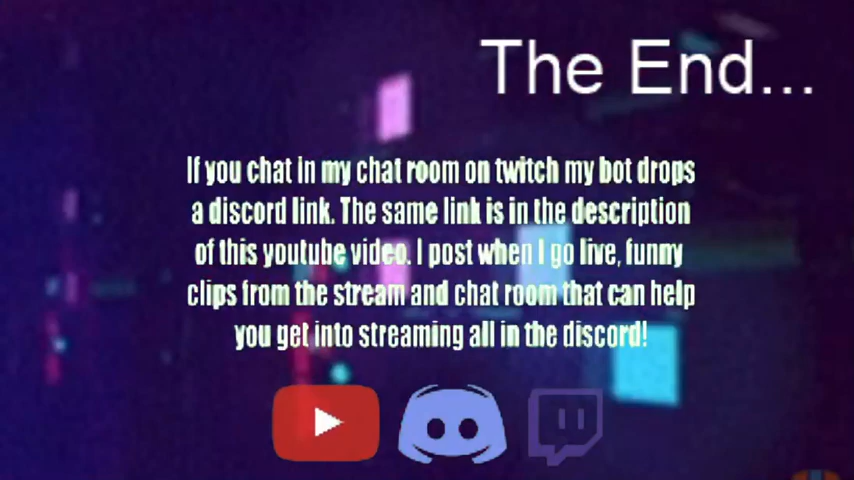 The End...
If you chat in my chat room on twitch my bot drops
a discord link. The same link is in the description
of this youtube video. I post when I go live, funny
clips from the stream and chat room that can help
you get into streaming all in the discord!